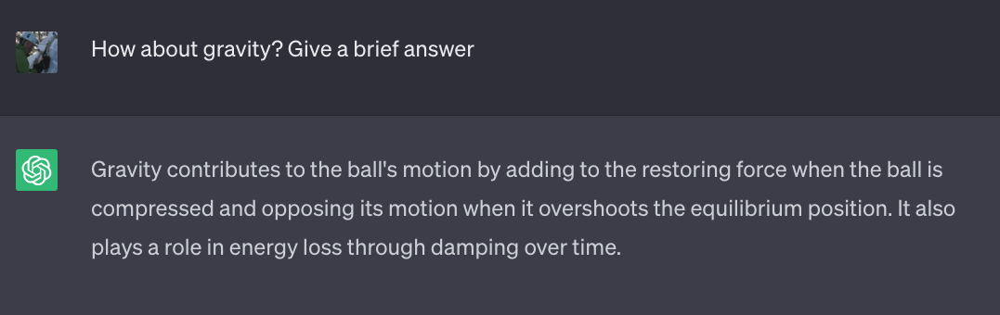 How about gravity? Give a brief answer
Gravity contributes to the ball's motion by adding to the restoring force when the ball is
compressed and opposing its motion when it overshoots the equilibrium position. It also
plays a role in energy loss through damping over time.